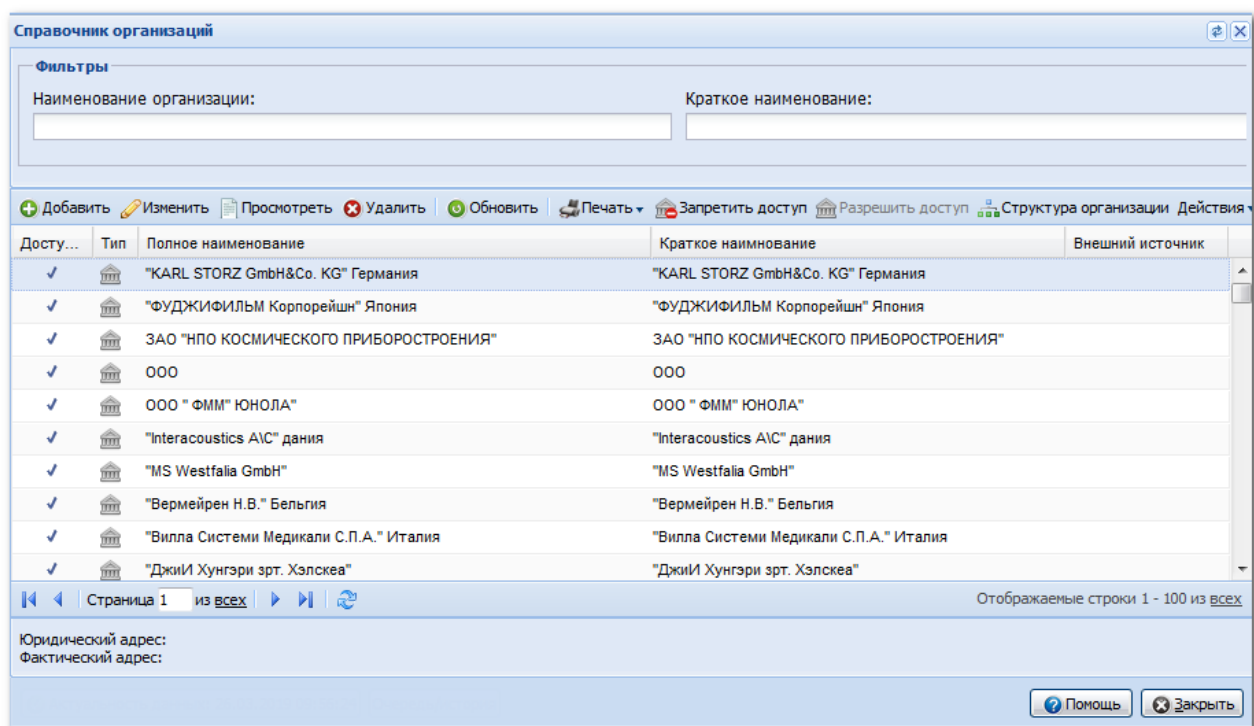 Справочник организаций
Фильтры
Наименование организации: Краткое наименование:
Добавить Изменить Просмотреть Удалить Обновить Печать Запретить доступ Разрешить доступ Структура организации Действия
Досту... Тип Полное наименование Краткое наимнование Внешний источник
"KARL STORZ GmbH&Co. KG" Германия "KARL STORZ GmbH&Co. KG" Германия
"ФУДЖИФИЛЬМ Корпорейшн" Япония "ФУДЖИФИЛЬМ Корпорейшн" Япония
ЗАО "НПО КОСМИЧЕСКОГО ПРИБОРОСТРОЕНИЯ" ЗАО "НПО КОСМИЧЕСКОГО ПРИБОРОСТРОЕНИЯ"
ООО ООО
ООО " ФММ" ЮНОЛА" ООО " ФММ" ЮНОЛА"
"Interacoustics A\C" дания "Interacoustics A\C" дания
"MS Westfalia GmbH" "MS Westfalia GmbH"
"Вермейрен Н.В." Бельгия "Вермейрен Н.В." Бельгия
"Вилла Системи Медикали С.П.А." Италия "Вилла Системи Медикали С.П.А." Италия
"ДжиИ Хунгэри зрт. Хэлскеа" "ДжиИ Хунгэри зрт. Хэлскеа"
Страница 1 из всех Отображаемые строки 1 - 100 из всех
Юридический адрес:
Фактический адрес:
Помощь Закрыть